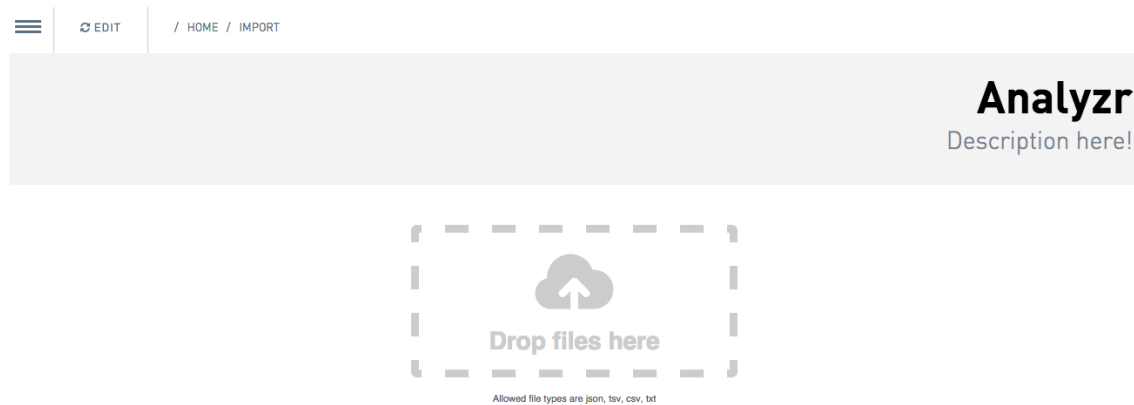 EDIT / HOME / IMPORT
Analyzr
Description here!
Drop files here
Allowed file types are json, tsv, csv, txt